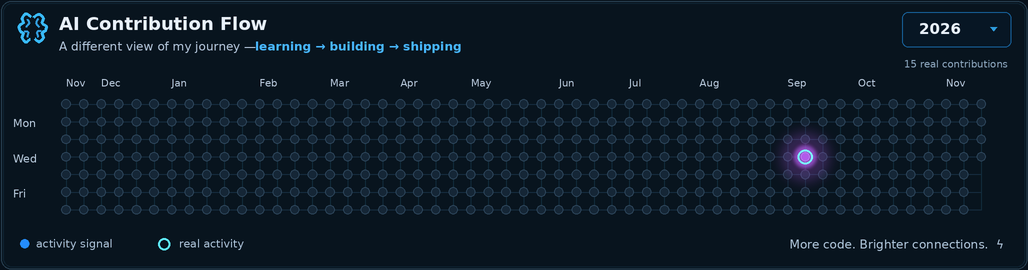 AI Contribution Flow
2026
A different view of my journey —learning → building → shipping
15 real contributions
Nov Dec Jan Feb Mar Apr May Jun Jul Aug Sep Oct Nov
Mon
Wed
Fri
activity signal
real activity
More code. Brighter connections. ϟ